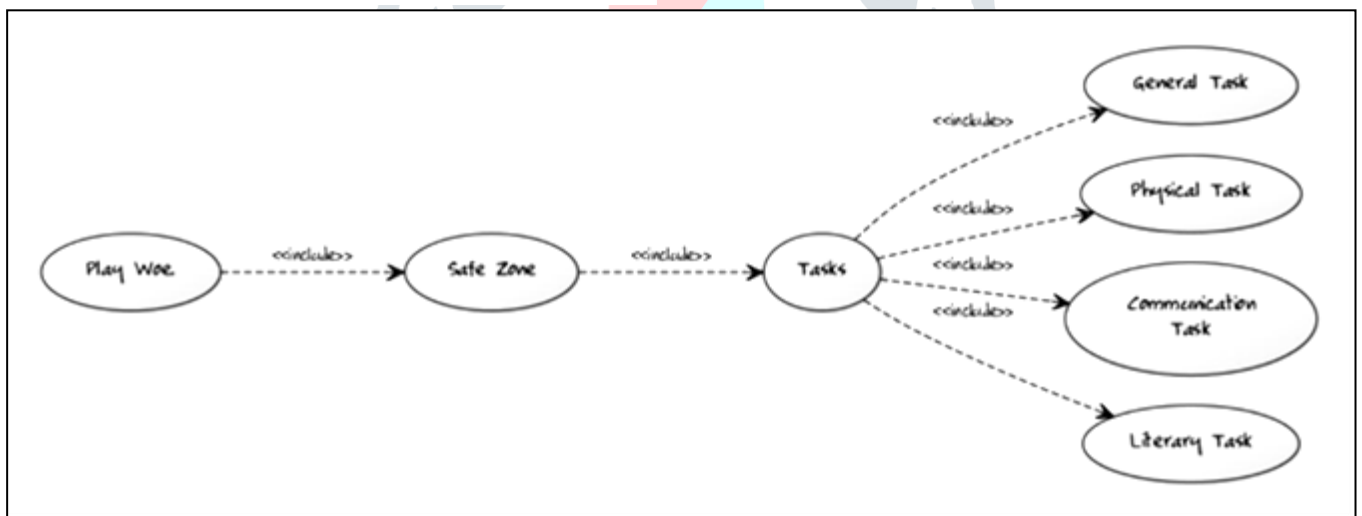 General Task
<<include>>
Physical Task
<<include>>
Play Woe
<<include>>
Safe Zone
<<include>>
Tasks
<<include>>
Communication
Task
<<include>>
Literary Task